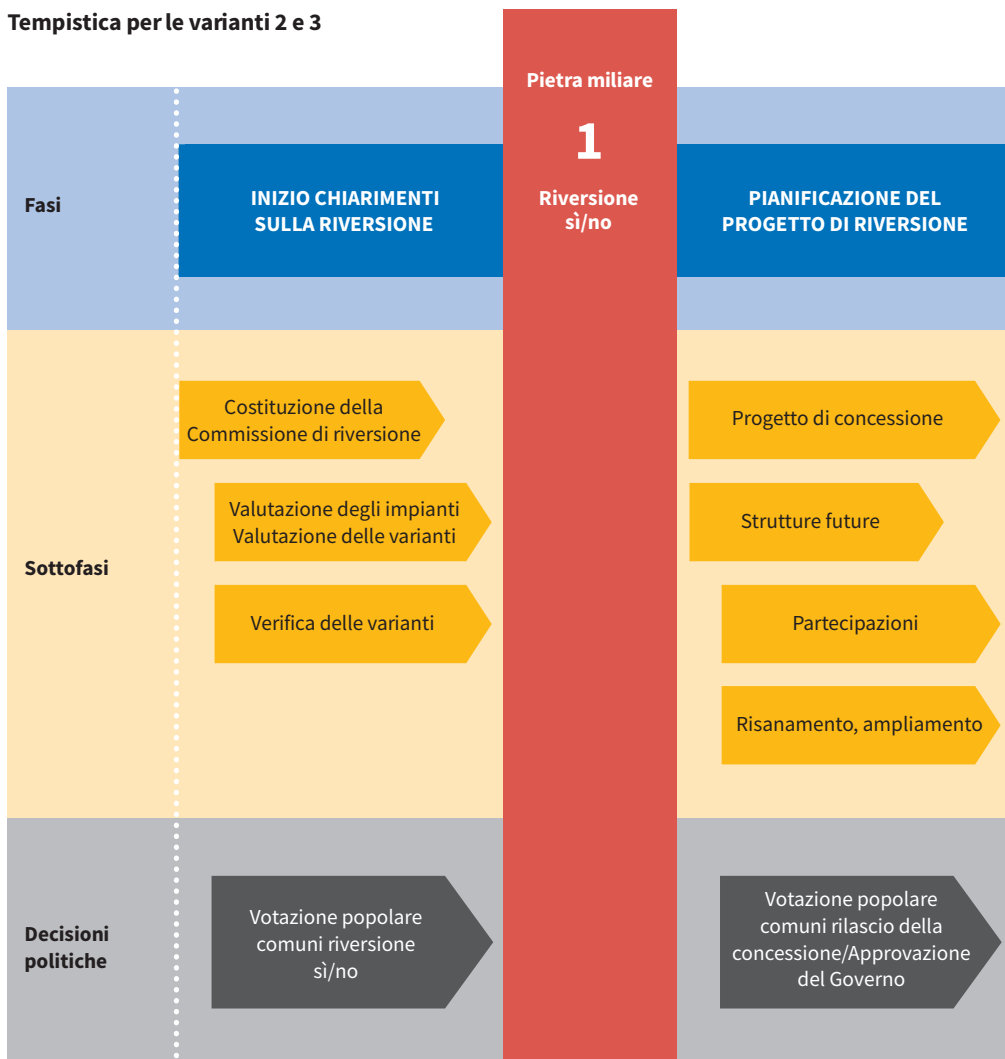 Tempistica per le varianti 2 e 3
Pietra miliare
1
Riversione
sì/no
Fasi
INIZIO CHIARIMENTI
SULLA RIVERSIONE
PIANIFICAZIONE DEL
PROGETTO DI RIVERSIONE
Sottofasi
Costituzione della
Commissione di riversione
Valutazione degli impianti
Valutazione delle varianti
Verifica delle varianti
Progetto di concessione
Strutture future
Partecipazioni
Risanamento, ampliamento
Decisioni
politiche
Votazione popolare
comuni riversione
sì/no
Votazione popolare
comuni rilascio della
concessione/Approvazione
del Governo